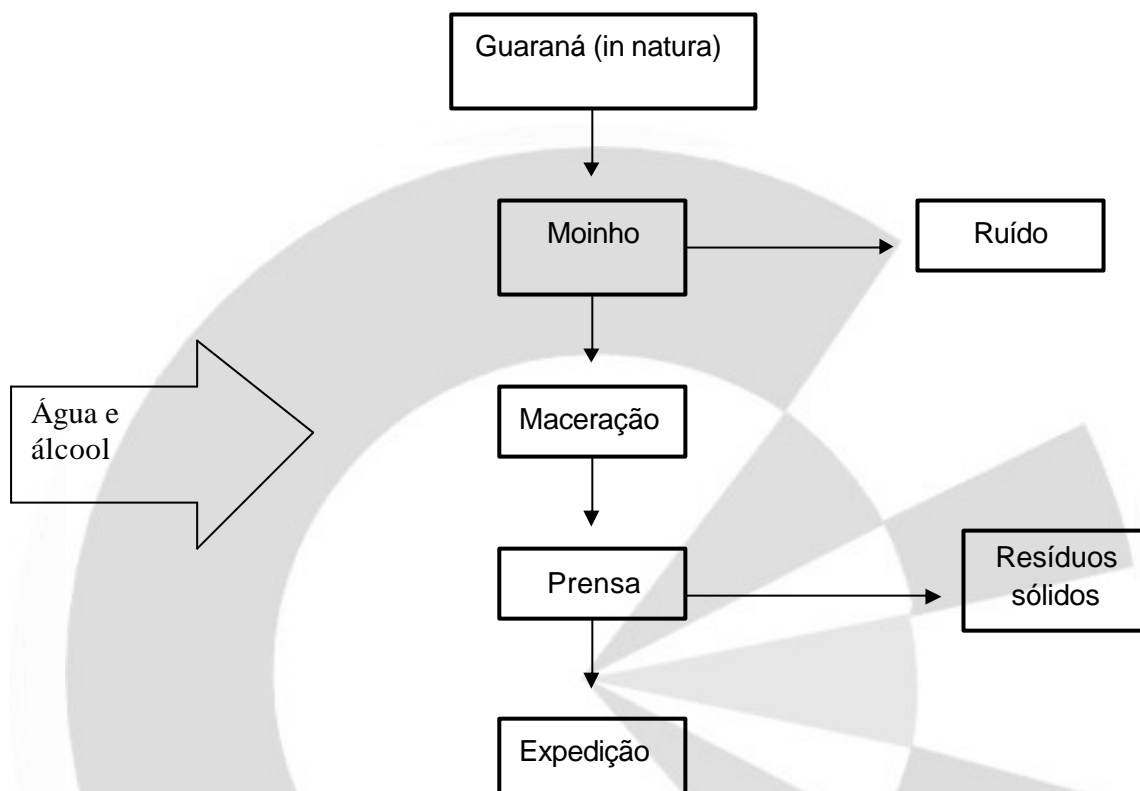 Guaraná (in natura)
Moinho
Ruído
Água e
álcool
Maceração
Prensa
Resíduos
sólidos
Expedição